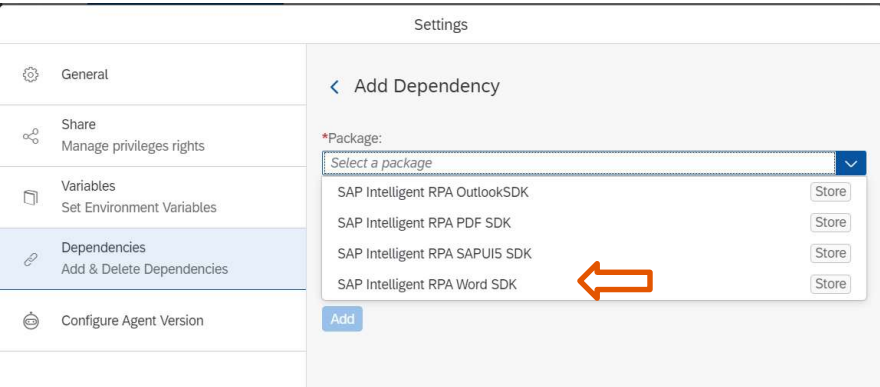 Settings
General
Share
Manage privileges rights
Variables
Set Environment Variables
Dependencies
Add & Delete Dependencies
Configure Agent Version
Add Dependency
*Package:
Select a package
SAP Intelligent RPA OutlookSDK Store
SAP Intelligent RPA PDF SDK Store
SAP Intelligent RPA SAPUI5 SDK Store
SAP Intelligent RPA Word SDK Store
Add